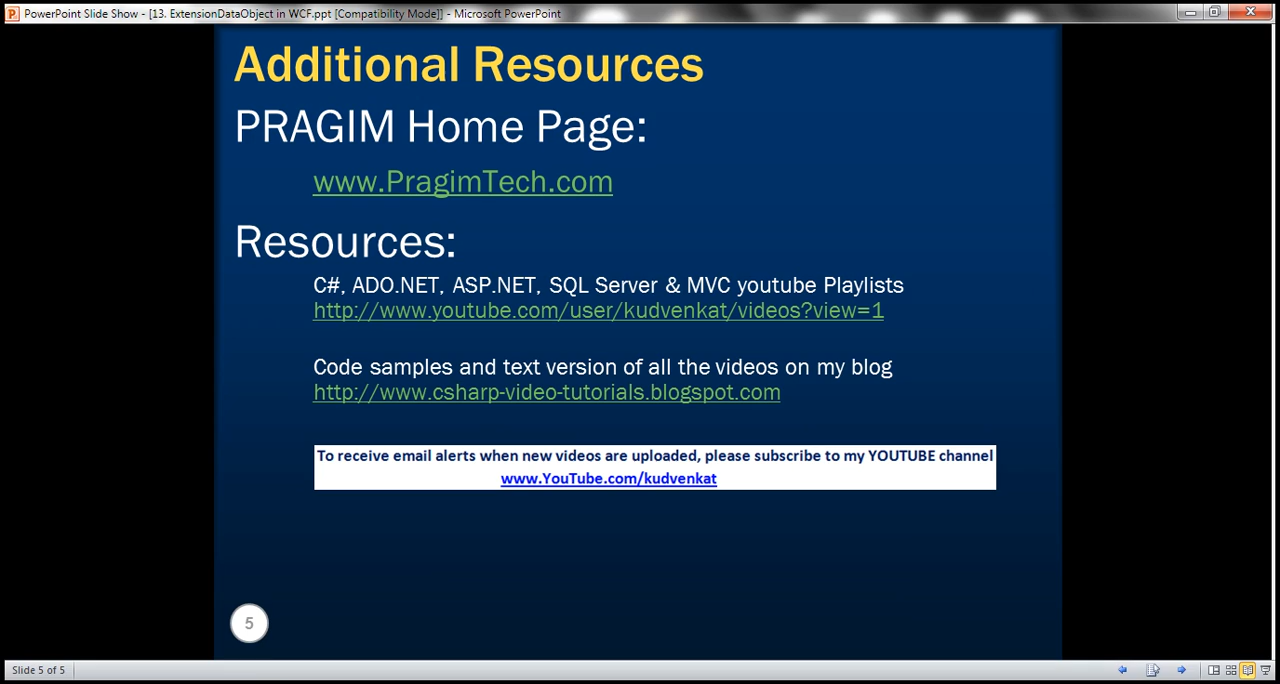 PowerPoint Slide Show - [13. ExtensionDataObject in WCF.ppt [Compatibility Mode]] - Microsoft PowerPoint
Additional Resources
PRAGIM Home Page:
www.PragimTech.com
Resources:
C#, ADO.NET, ASP.NET, SQL Server & MVC youtube Playlists
http://www.youtube.com/user/kudvenkat/videos?view=1
Code samples and text version of all the videos on my blog
http://www.csharp-video-tutorials.blogspot.com
To receive email alerts when new videos are uploaded, please subscribe to my YOUTUBE channel
www.YouTube.com/kudvenkat
5
Slide 5 of 5